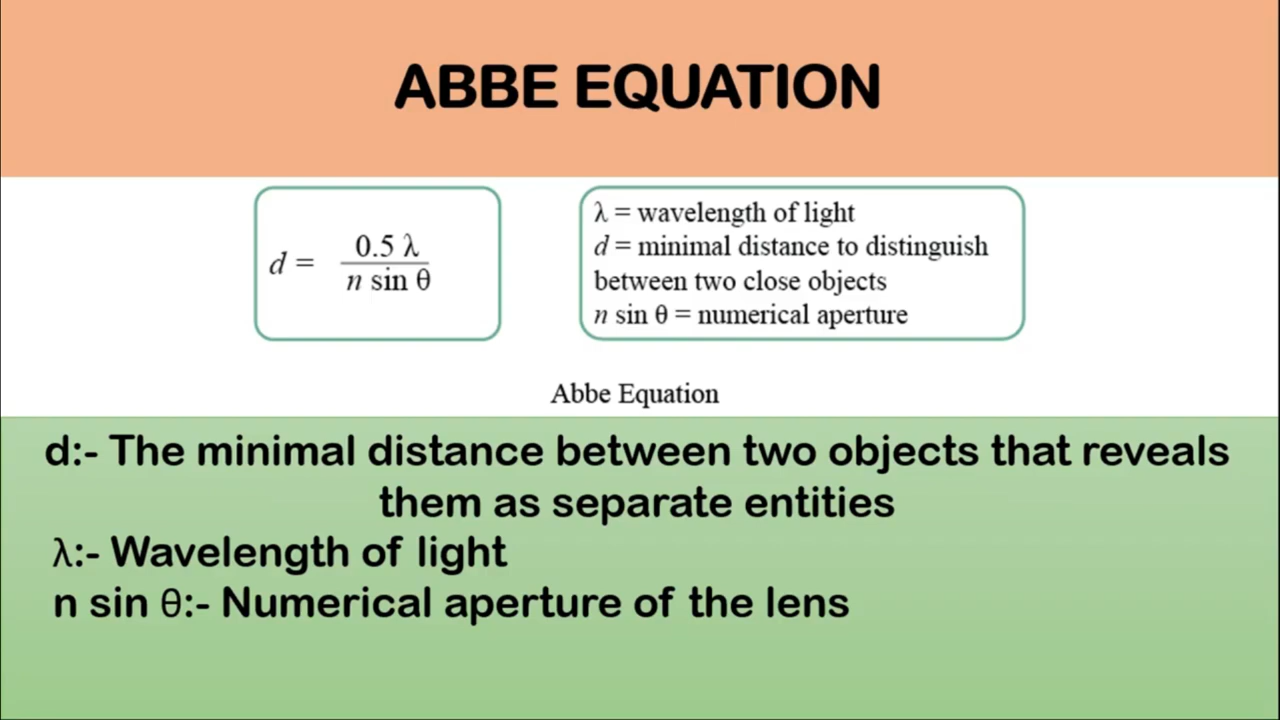 ABBE EQUATION
d = 0.5 λ / n sin θ
λ = wavelength of light
d = minimal distance to distinguish
between two close objects
n sin θ = numerical aperture
Abbe Equation
d:- The minimal distance between two objects that reveals
them as separate entities
λ:- Wavelength of light
n sin θ:- Numerical aperture of the lens